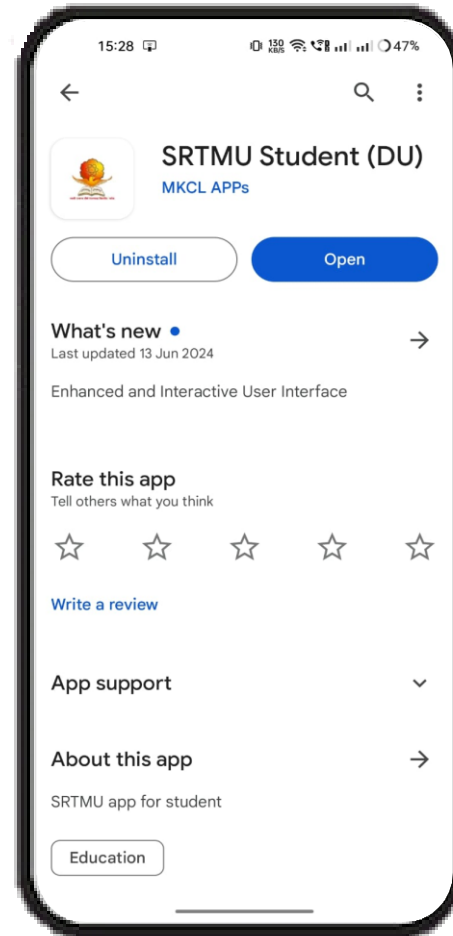 15:28
130
KB/S
47%
SRTMU Student (DU)
MKCL APPs
Uninstall
Open
What's new
Last updated 13 Jun 2024
Enhanced and Interactive User Interface
Rate this app
Tell others what you think
Write a review
App support
About this app
SRTMU app for student
Education